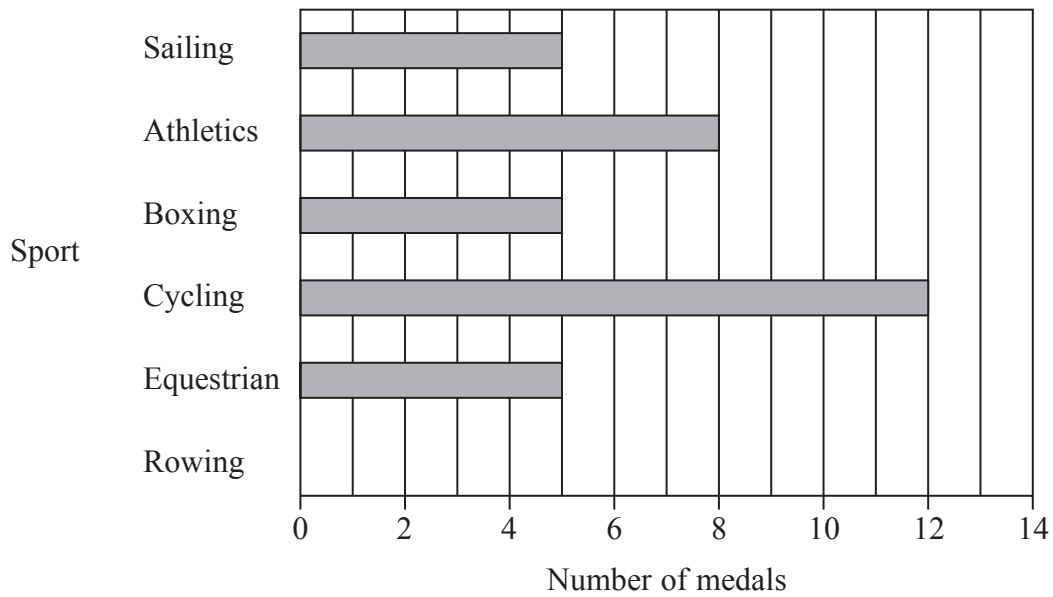 Sailing
Athletics
Boxing
Sport
Cycling
Equestrian
Rowing
0 2 4 6 8 10 12 14
Number of medals